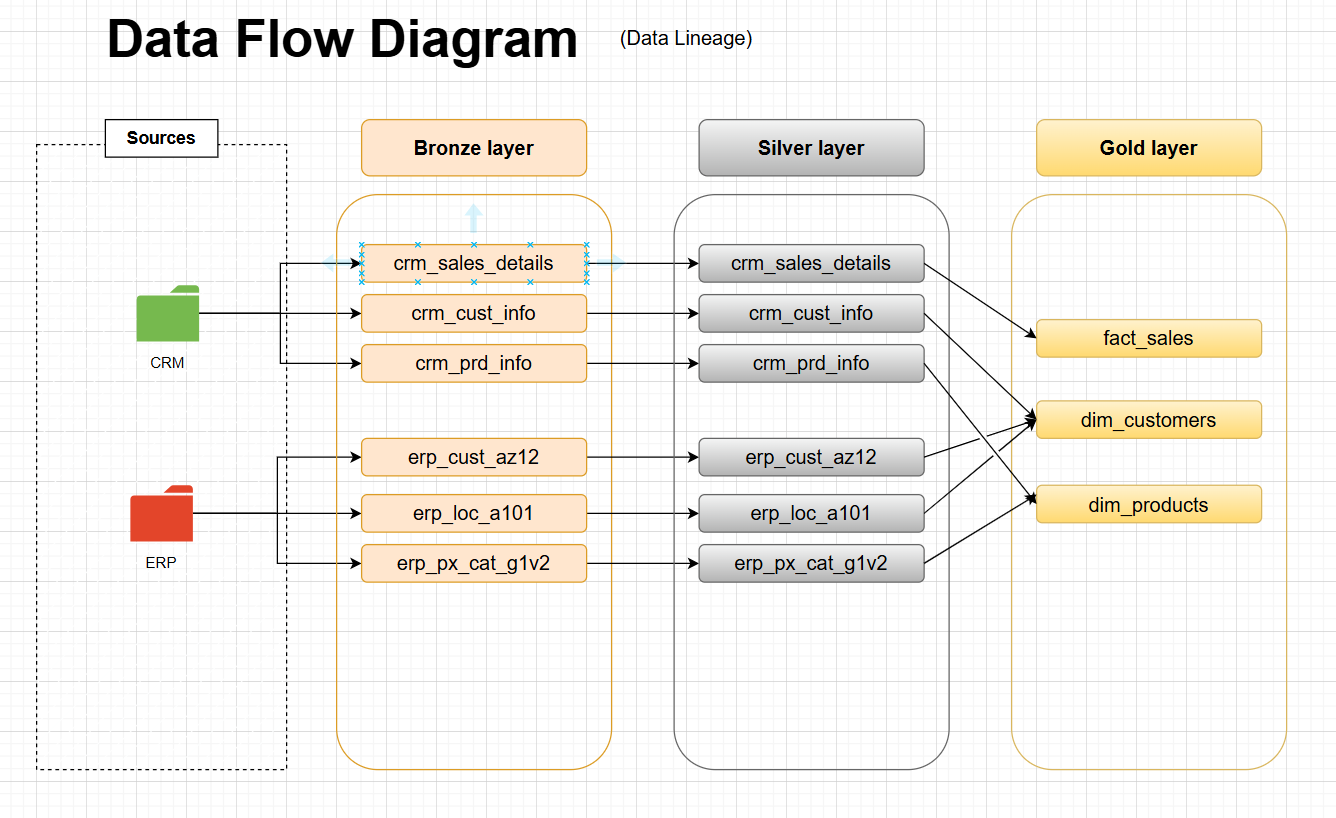 Data Flow Diagram
(Data Lineage)
Sources
Bronze layer
Silver layer
Gold layer
crm_sales_details
crm_sales_details
crm_cust_info
crm_cust_info
fact_sales
CRM
crm_prd_info
crm_prd_info
dim_customers
erp_cust_az12
erp_cust_az12
dim_products
erp_loc_a101
erp_loc_a101
ERP
erp_px_cat_g1v2
erp_px_cat_g1v2